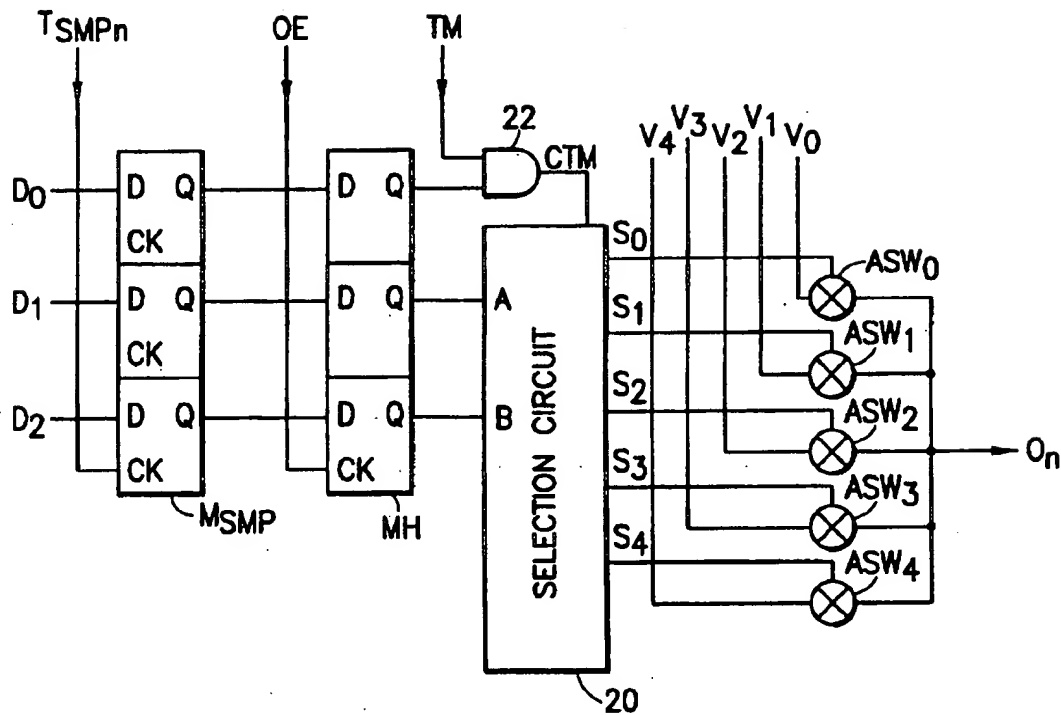 TSMPn OE TM
22
V4 V3 V2 V1 V0
CTM
D0 D Q D Q
CK
S0
ASW0
D1 D Q D Q A
CK
S1
ASW1
S2
ASW2
D2 D Q D Q B
CK CK
On
S3
ASW3
MSMP MH
SELECTION CIRCUIT
S4
ASW4
20